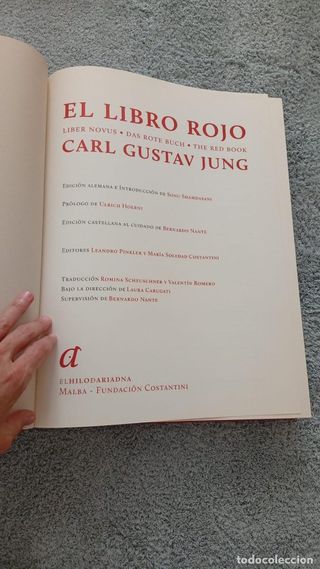 EL LIBRO ROJO
LIBER NOVUS • DAS ROTE BUCH • THE RED BOOK
CARL GUSTAV JUNG
EDICIÓN ALEMANA E INTRODUCCIÓN DE SONU SHAMDASANI
PRÓLOGO DE ULRICH HOERNI
EDICIÓN CASTELLANA AL CUIDADO DE BERNARDO NANTE
EDITORES LEANDRO PINKLER Y MARÍA SOLEDAD COSTANTINI
TRADUCCIÓN ROMINA SCHEUSCHNER Y VALENTÍN ROMERO
BAJO LA DIRECCIÓN DE LAURA CARUGATI
SUPERVISIÓN DE BERNARDO NANTE
a
ELHILODARIADNA
MALBA - FUNDACIÓN COSTANTINI
todocoleccion